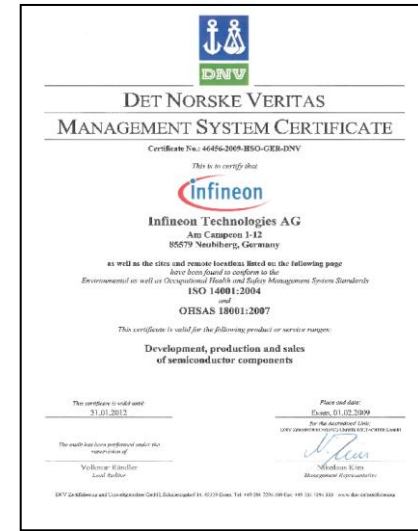 DNV
DET NORSKE VERITAS
MANAGEMENT SYSTEM CERTIFICATE
Certificate No.: 46456-2009-HSO-GER-DNV
This is to certify that
infineon
Infineon Technologies AG
Am Campeon 1-12
85579 Neubiberg, Germany
as well as the sites and remote locations listed on the following page
have been found to conform to the
Environmental as well as Occupational Health and Safety Management System Standards
ISO 14001:2004
and
OHSAS 18001:2007
This certificate is valid for the following product or service ranges:
Development, production and sales
of semiconductor components
This certificate is valid until:
31.01.2012
Place and date:
Essen, 01.02.2009
for the Accredited Unit:
The audit has been performed under the
supervision of
Volkmar
Lead Auditor
Nikolaus Kim
Management Representative